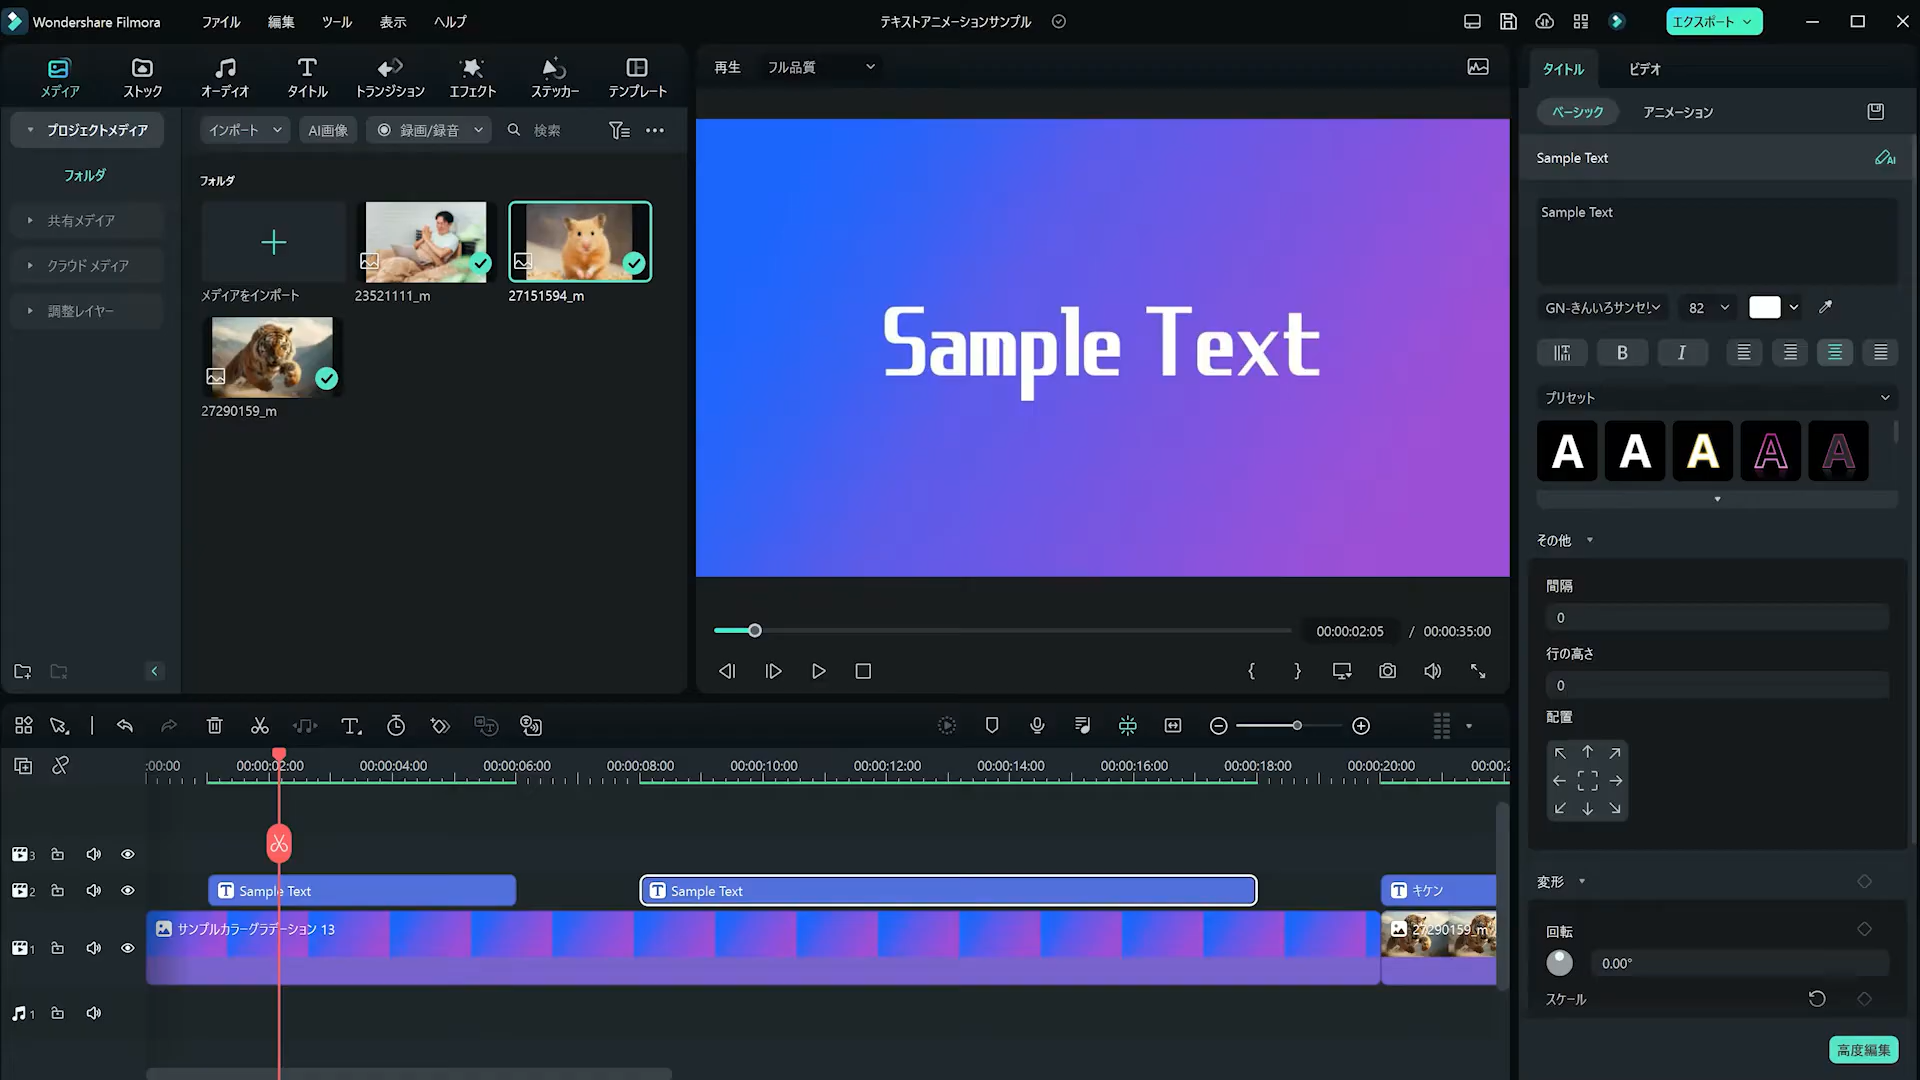 Wondershare Filmora
ファイル
編集
ツール
表示
ヘルプ
テキストアニメーションサンプル
エクスポート
メディア
ストック
オーディオ
タイトル
トランジション
エフェクト
ステッカー
テンプレート
再生
フル品質
タイトル
ビデオ
ベーシック
アニメーション
プロジェクトメディア
フォルダ
共有メデイア
クラウド メディア
調整レイヤー
インポート
AI画像
録画/録音
検索
フォルダ
メディアをインポート
23521111_m
27151594_m
27290159_m
Sample Text
00:00:02:05 / 00:00:35:00
Sample Text
AI
Sample Text
GN-きんいろサンセリ
82
B
I
プリセット
A
A
A
A
A
その他
間隔
0
行の高さ
0
配置
変形
回転
0.00°
スケール
高度編集
:00:00
00:00:02:00
00:00:04:00
00:00:06:00
00:00:08:00
00:00:10:00
00:00:12:00
00:00:14:00
00:00:16:00
00:00:18:00
00:00:20:00
00:00:2
3
2
T Sample Text
T Sample Text
T キケン
1
サンプルカラーグラデーション 13
27290159_m
1